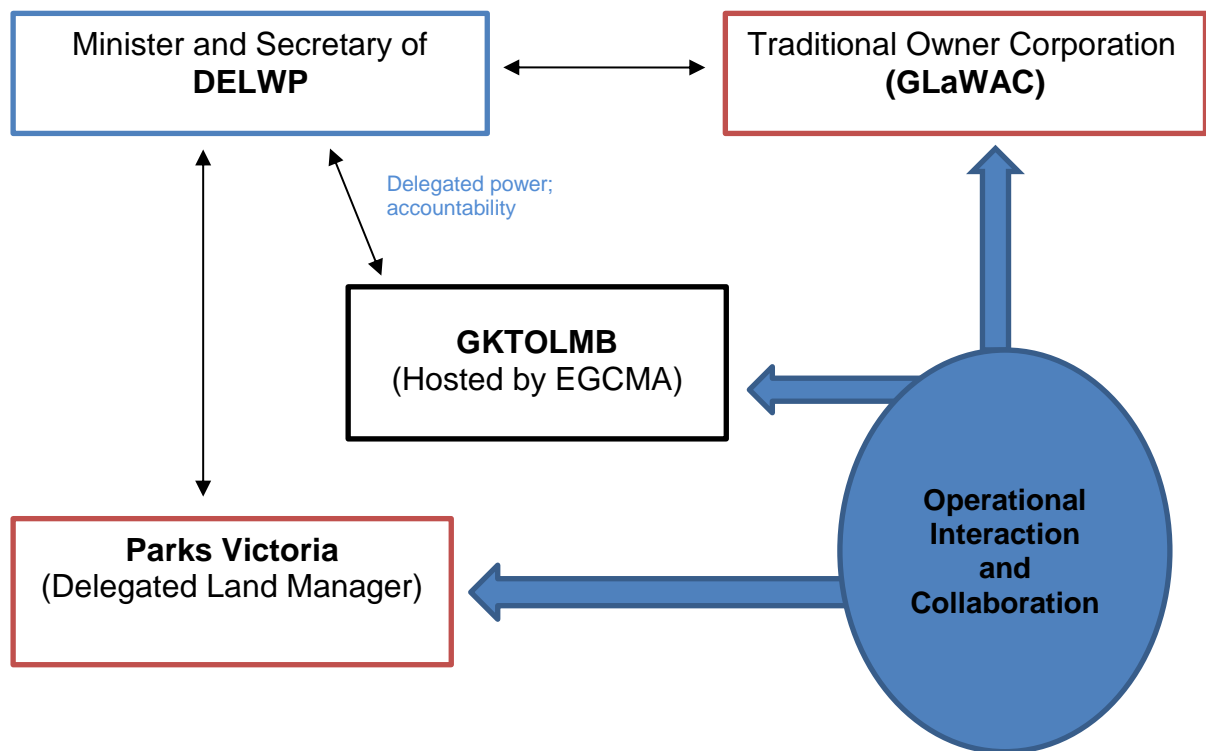 Minister and Secretary of
DELWP
Traditional Owner Corporation
(GLaWAC)
Delegated power;
accountability
GKTOLMB
(Hosted by EGCMA)
Operational
Interaction
and
Collaboration
Parks Victoria
(Delegated Land Manager)